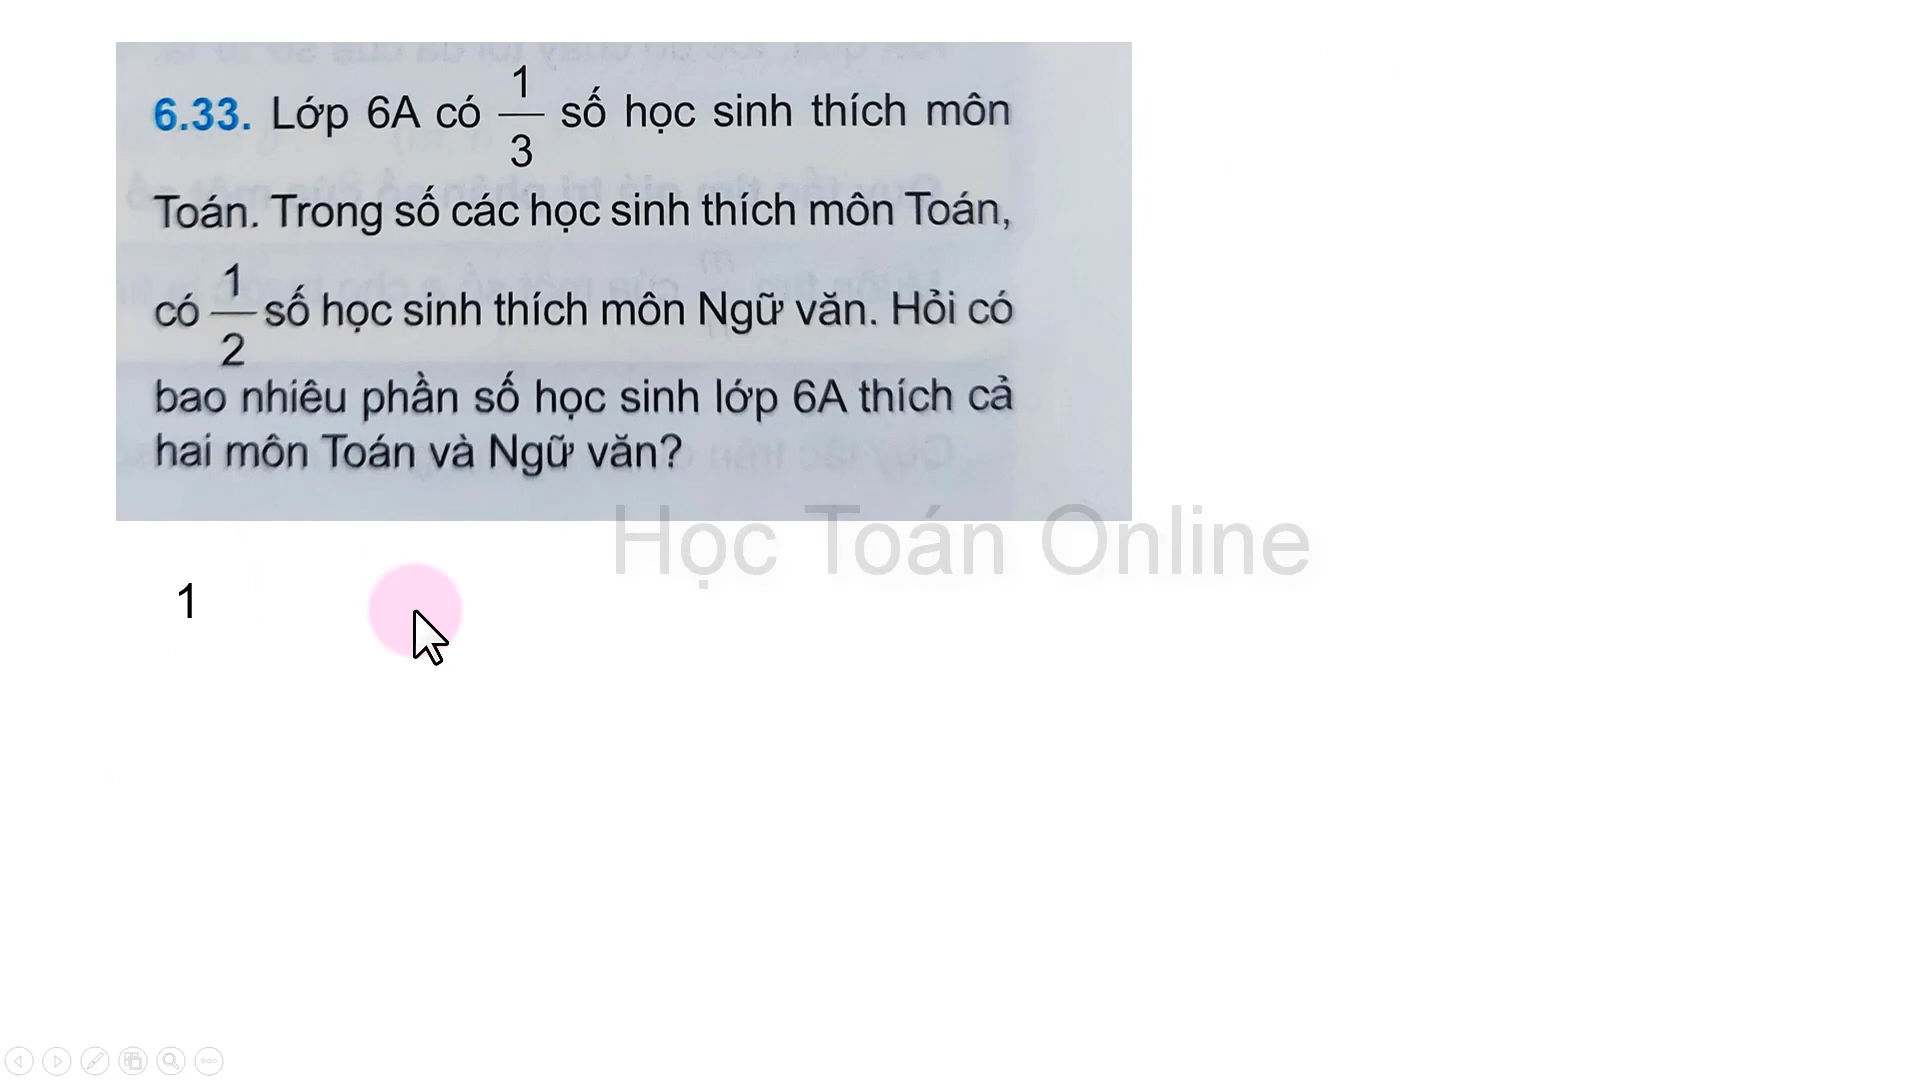 6.33. Lớp 6A có 1/3 số học sinh thích môn
Toán. Trong số các học sinh thích môn Toán,
có 1/2 số học sinh thích môn Ngữ văn. Hỏi có
bao nhiêu phần số học sinh lớp 6A thích cả
hai môn Toán và Ngữ văn?
Học Toán Online
1